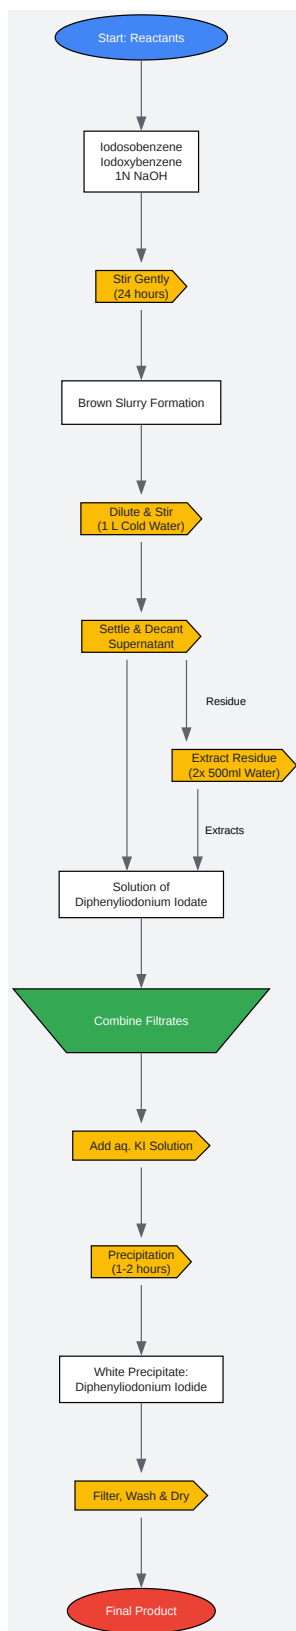 Start: Reactants
Iodosobenzene
Iodoxybenzene
1N NaOH
Stir Gently
(24 hours)
Brown Slurry Formation
Dilute & Stir
(1 L Cold Water)
Settle & Decant
Supernatant
Residue
Extract Residue
(2x 500ml Water)
Extracts
Solution of
Diphenyliodonium Iodate
Combine Filtrates
Add aq. KI Solution
Precipitation
(1-2 hours)
White Precipitate:
Diphenyliodonium Iodide
Filter, Wash & Dry
Final Product